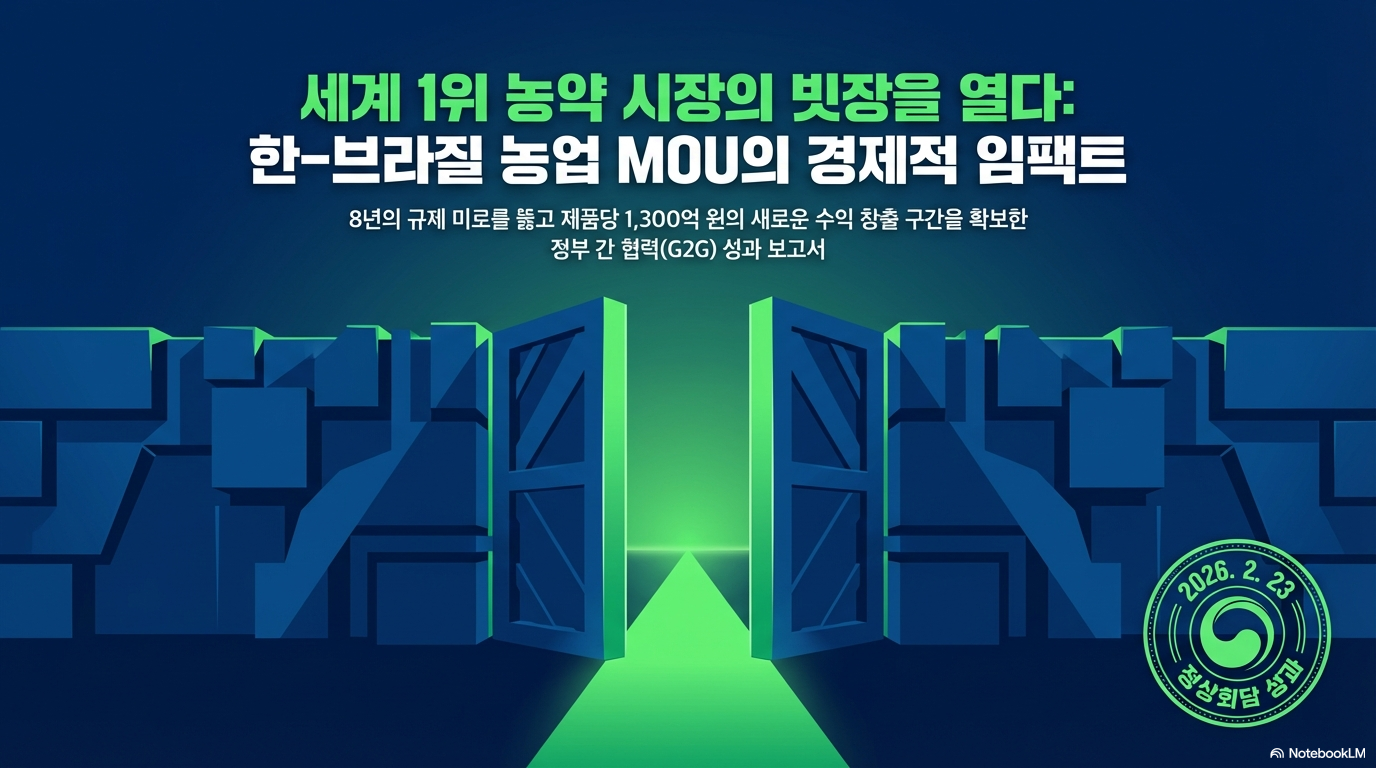 세계 1위 농약 시장의 빗장을 열다:
한-브라질 농업 MOU의 경제적 임팩트
8년의 규제 미로를 뚫고 제품당 1,300억 원의 새로운 수익 창출 구간을 확보한
정부 간 협력(G2G) 성과 보고서
2026. 2. 23
정상회담 성과
NotebookLM